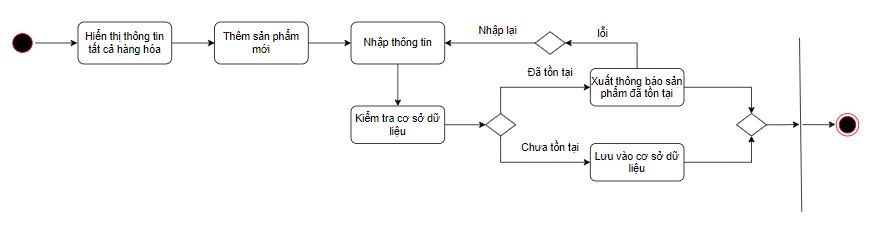 Hiển thị thông tin
tất cả hàng hóa
Thêm sản phẩm
mới
Nhập thông tin
Nhập lại
lỗi
Đã tồn tại
Xuất thông báo sản
phẩm đã tồn tại
Kiểm tra cơ sở dữ
liệu
Chưa tồn tại
Lưu vào cơ sở dữ
liệu